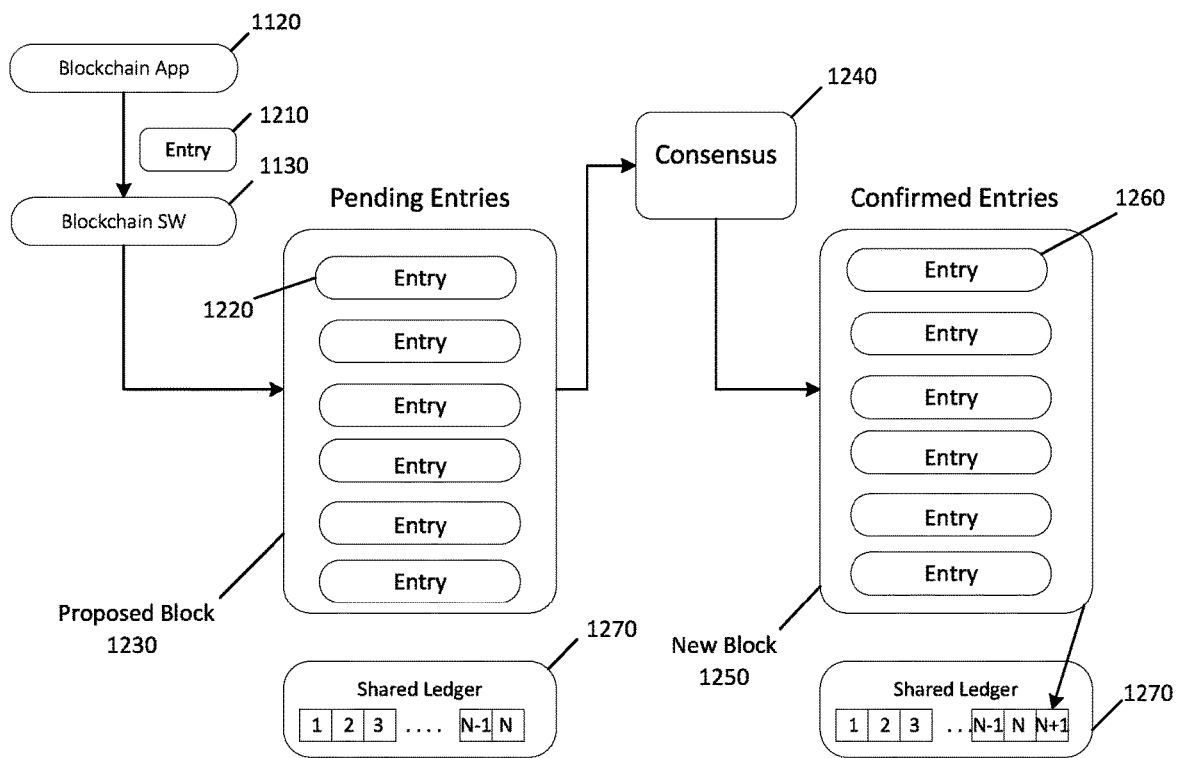 1120
Blockchain App
1210
Entry
1130
Blockchain SW
Pending Entries
Entry
1220
Entry
Entry
Entry
Entry
Entry
Proposed Block
1230
1240
Consensus
Confirmed Entries
1260
Entry
Entry
Entry
Entry
Entry
Entry
New Block
1250
1270
Shared Ledger
1 2 3 .... N-1 N
Shared Ledger
1 2 3 ... N-1 N N+1
1270